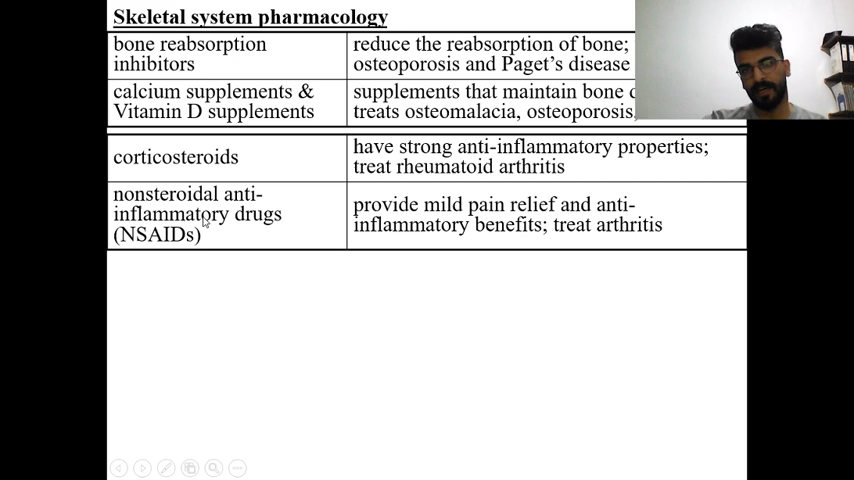 Skeletal system pharmacology
bone reabsorption
inhibitors
reduce the reabsorption of bone;
osteoporosis and Paget's disease
calcium supplements &
Vitamin D supplements
supplements that maintain bone
treats osteomalacia, osteoporosis,
corticosteroids
have strong anti-inflammatory properties;
treat rheumatoid arthritis
nonsteroidal anti-
inflammatory drugs
(NSAIDs)
provide mild pain relief and anti-
inflammatory benefits; treat arthritis